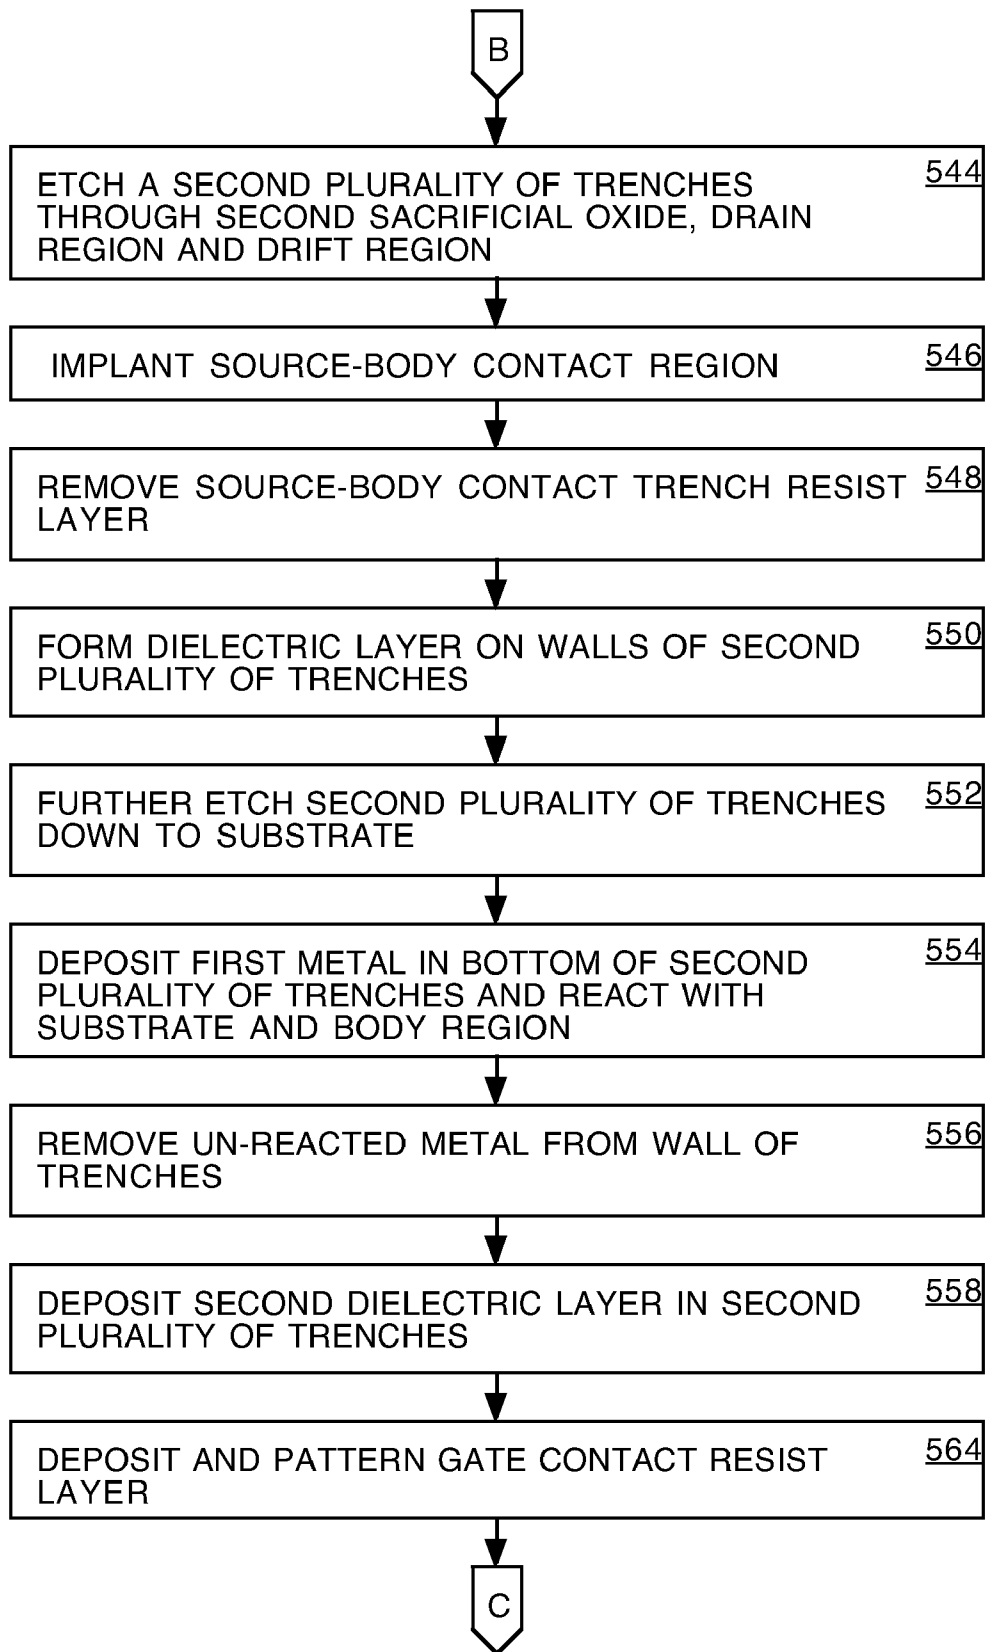 B
544
ETCH A SECOND PLURALITY OF TRENCHES
THROUGH SECOND SACRIFICIAL OXIDE, DRAIN
REGION AND DRIFT REGION
546
IMPLANT SOURCE-BODY CONTACT REGION
548
REMOVE SOURCE-BODY CONTACT TRENCH RESIST
LAYER
550
FORM DIELECTRIC LAYER ON WALLS OF SECOND
PLURALITY OF TRENCHES
552
FURTHER ETCH SECOND PLURALITY OF TRENCHES
DOWN TO SUBSTRATE
554
DEPOSIT FIRST METAL IN BOTTOM OF SECOND
PLURALITY OF TRENCHES AND REACT WITH
SUBSTRATE AND BODY REGION
556
REMOVE UN-REACTED METAL FROM WALL OF
TRENCHES
558
DEPOSIT SECOND DIELECTRIC LAYER IN SECOND
PLURALITY OF TRENCHES
564
DEPOSIT AND PATTERN GATE CONTACT RESIST
LAYER
C